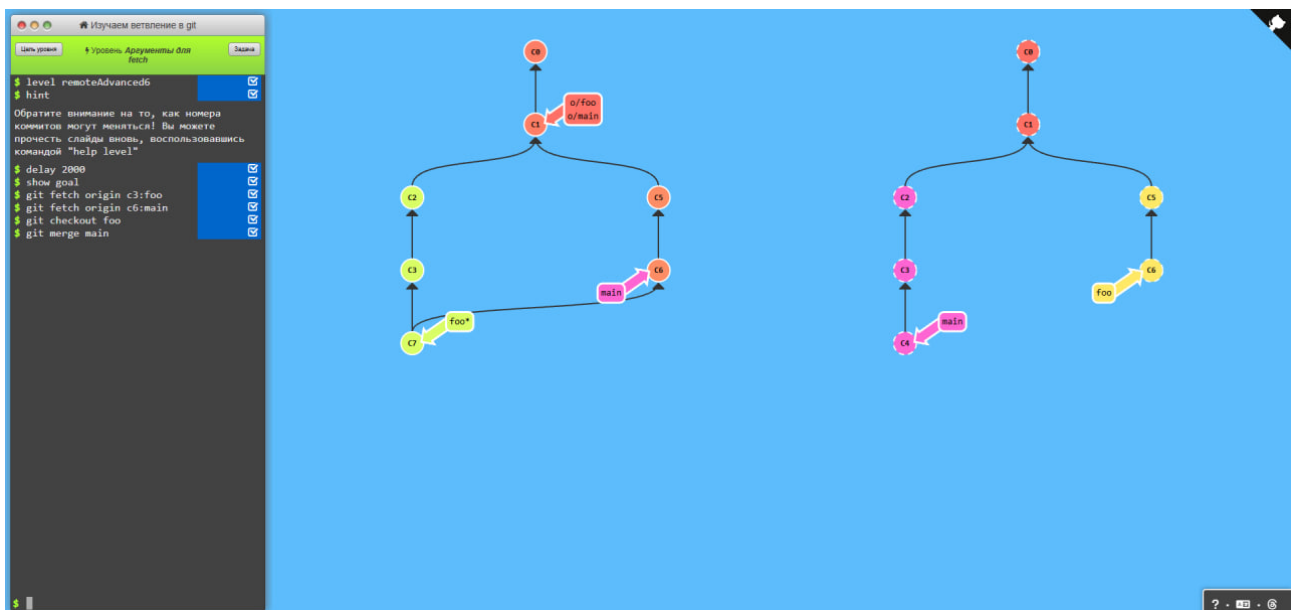 Изучаем ветвление в git
Цель уровня
Уровень Аргументы для
fetch
Задача
$ level remoteAdvanced6
$ hint
Обратите внимание на то, как номера
коммитов могут меняться! Вы можете
прочесть слайды вновь, воспользовавшись
командой "help level"
$ delay 2000
$ show goal
$ git fetch origin c3:foo
$ git fetch origin c6:main
$ git checkout foo
$ git merge main
$
C0
C1
o/foo
o/main
C2
C5
C3
C6
main
foo*
C7
C0
C1
C2
C5
C3
C6
foo
main
C4
?